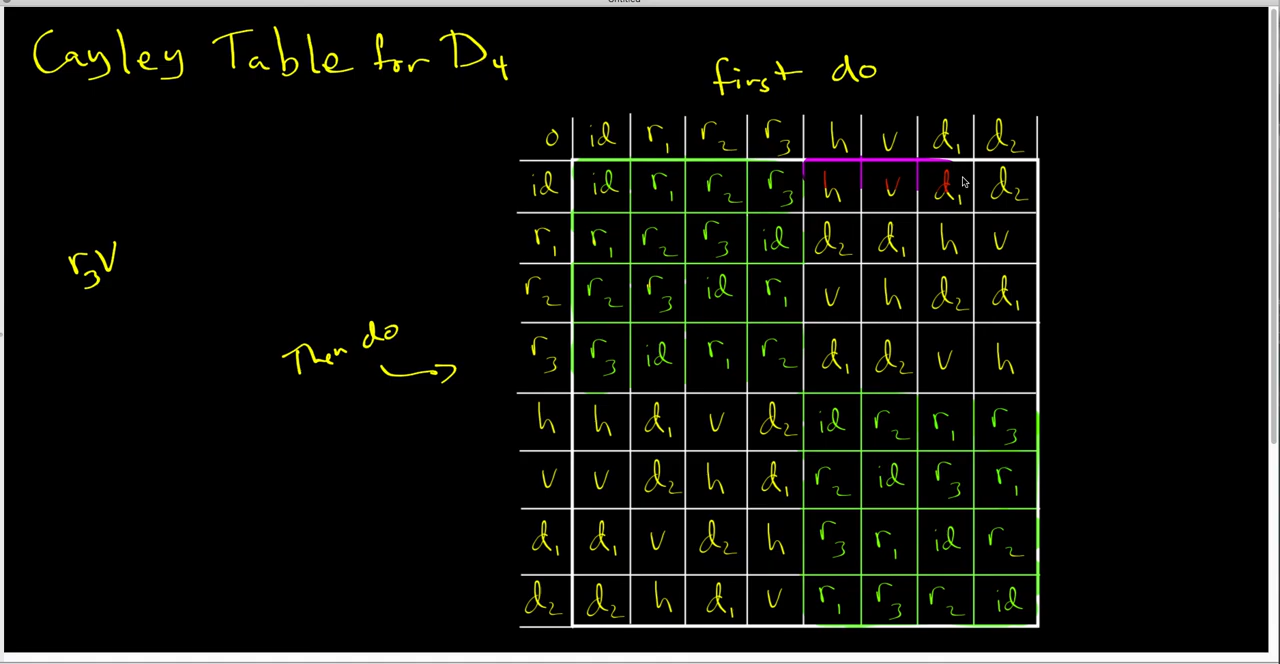 Untitled
Cayley Table for D₄
first do
o id r₁ r₂ r₃ h v d₁ d₂
id id r₁ r₂ r₃ h v d₁ d₂
r₁ r₁ r₂ r₃ id d₂ d₁ h v
r₃v
r₂ r₂ r₃ id r₁ v h d₂ d₁
Then do
r₃ r₃ id r₁ r₂ d₁ d₂ v h
h h d₁ v d₂ id r₂ r₁ r₃
v v d₂ h d₁ r₂ id r₃ r₁
d₁ d₁ v d₂ h r₃ r₁ id r₂
d₂ d₂ h d₁ v r₁ r₃ r₂ id